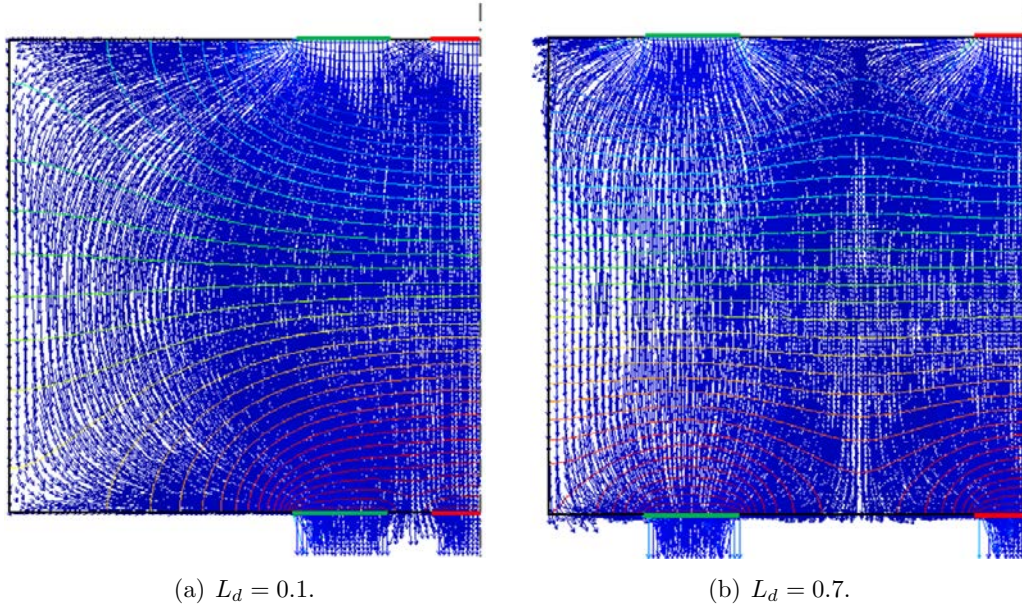 (a) $L_d = 0.1$.
(b) $L_d = 0.7$.